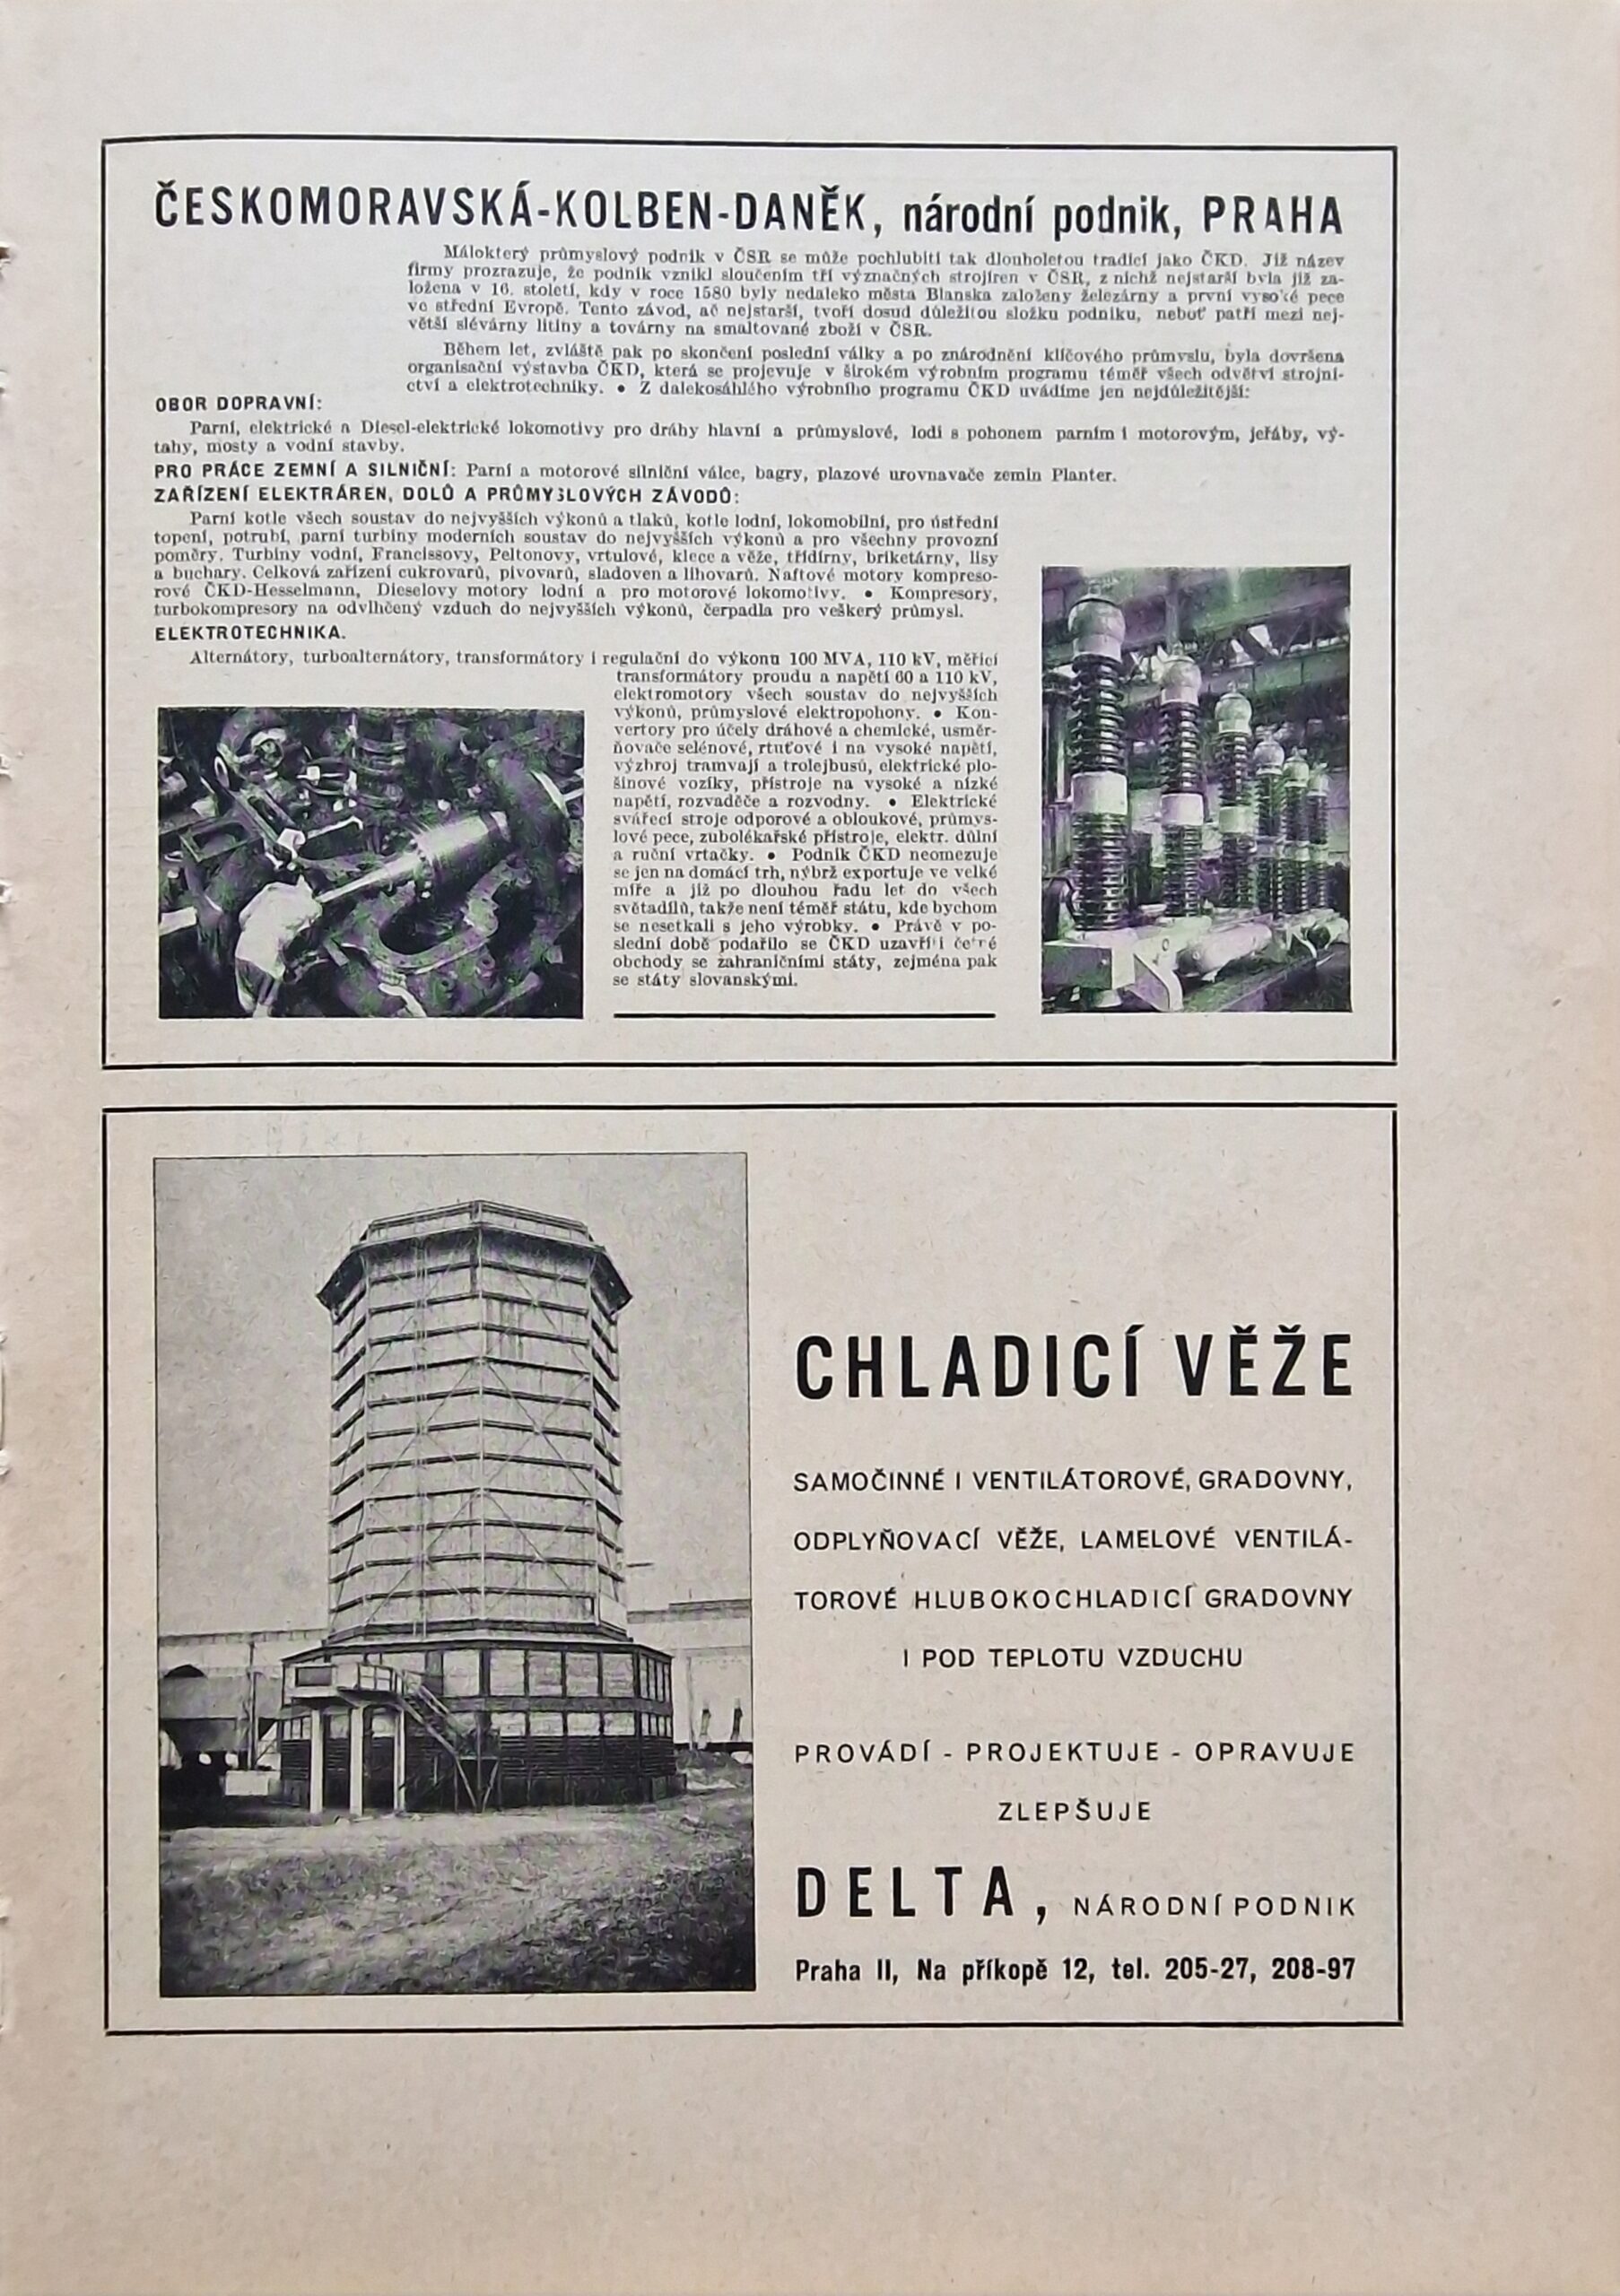 ČESKOMORAVSKÁ-KOLBEN-DANĚK, národní podnik, PRAHA
Málokterý průmyslový podnik v ČSR se může pochlubiti tak dlouholetou tradicí jako ČKD. Již název
firmy prozrazuje, že podnik vznikl sloučením tří význačných strojíren v ČSR, z nichž nejstarší byla již za-
ložena v 16. století, kdy v roce 1580 byly nedaleko města Blanska založeny železárny a první vysoké pece
ve střední Evropě. Tento závod, ač nejstarší, tvoří dosud důležitou složku podniku, neboť patří mezi nej-
větší slévárny litiny a továrny na smaltované zboží v ČSR.
Během let, zvláště pak po skončení poslední války a po znárodnění klíčového průmyslu, byla dovršena
organisační výstavba ČKD, která se projevuje v širokém výrobním programu téměř všech odvětví strojni-
ctví a elektrotechniky. • Z dalekosáhlého výrobního programu ČKD uvádíme jen nejdůležitější:
OBOR DOPRAVNÍ:
Parní, elektrické a Diesel-elektrické lokomotivy pro dráhy hlavní a průmyslové, lodi s pohonem parním i motorovým, jeřáby, vý-
tahy, mosty a vodní stavby.
PRO PRÁCE ZEMNÍ A SILNIČNÍ: Parní a motorové silniční válce, bagry, plazové urovnavače zemin Planter.
ZAŘÍZENÍ ELEKTRÁREN, DOLŮ A PRŮMYSLOVÝCH ZÁVODŮ:
Parní kotle všech soustav do nejvyšších výkonů a tlaků, kotle lodní, lokomobilní, pro ústřední
topení, potrubí, parní turbiny moderních soustav do nejvyšších výkonů a pro všechny provozní
poměry. Turbiny vodní, Francissovy, Peltonovy, vrtulové, klece a věže, třídírny, briketárny, lisy
a buchary. Celková zařízení cukrovarů, pivovarů, sladoven a lihovarů. Naftové motory kompreso-
rové ČKD-Hesselmann, Dieselovy motory lodní a pro motorové lokomotivy. • Kompresory,
turbokompresory na odvlhčený vzduch do nejvyšších výkonů, čerpadla pro veškerý průmysl.
ELEKTROTECHNIKA.
Alternátory, turboalternátory, transformátory i regulační do výkonu 100 MVA, 110 kV, měřicí
transformátory proudu a napětí 60 a 110 kV,
elektromotory všech soustav do nejvyšších
výkonů, průmyslové elektropohony. • Kon-
vertory pro účely dráhové a chemické, usměr-
ňovače selénové, rtuťové i na vysoké napětí,
výzbroj tramvají a trolejbusů, elektrické plo-
šinové vozíky, přístroje na vysoké a nízké
napětí, rozvaděče a rozvodny. • Elektrické
svářecí stroje odporové a obloukové, průmys-
lové pece, zubolékařské přístroje, elektr. důlní
a ruční vrtačky. • Podnik ČKD neomezuje
se jen na domácí trh, nýbrž exportuje ve velké
míře a již po dlouhou řadu let do všech
světadílů, takže není téměř státu, kde bychom
se nesetkali s jeho výrobky. • Právě v po-
slední době podařilo se ČKD uzavříti četné
obchody se zahraničními státy, zejména pak
se státy slovanskými.
CHLADICÍ VĚŽE
SAMOČINNÉ I VENTILÁTOROVÉ, GRADOVNY,
ODPLYŇOVACÍ VĚŽE, LAMELOVÉ VENTILÁ-
TOROVÉ HLUBOKOCHLADICÍ GRADOVNY
I POD TEPLOTU VZDUCHU
PROVÁDÍ - PROJEKTUJE - OPRAVUJE
ZLEPŠUJE
DELTA, NÁRODNÍ PODNIK
Praha II, Na příkopě 12, tel. 205-27, 208-97